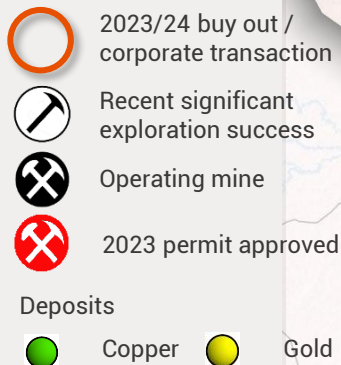 2023/24 buy out /
corporate transaction
Recent significant
exploration success
Operating mine
2023 permit approved
Deposits
Copper Gold